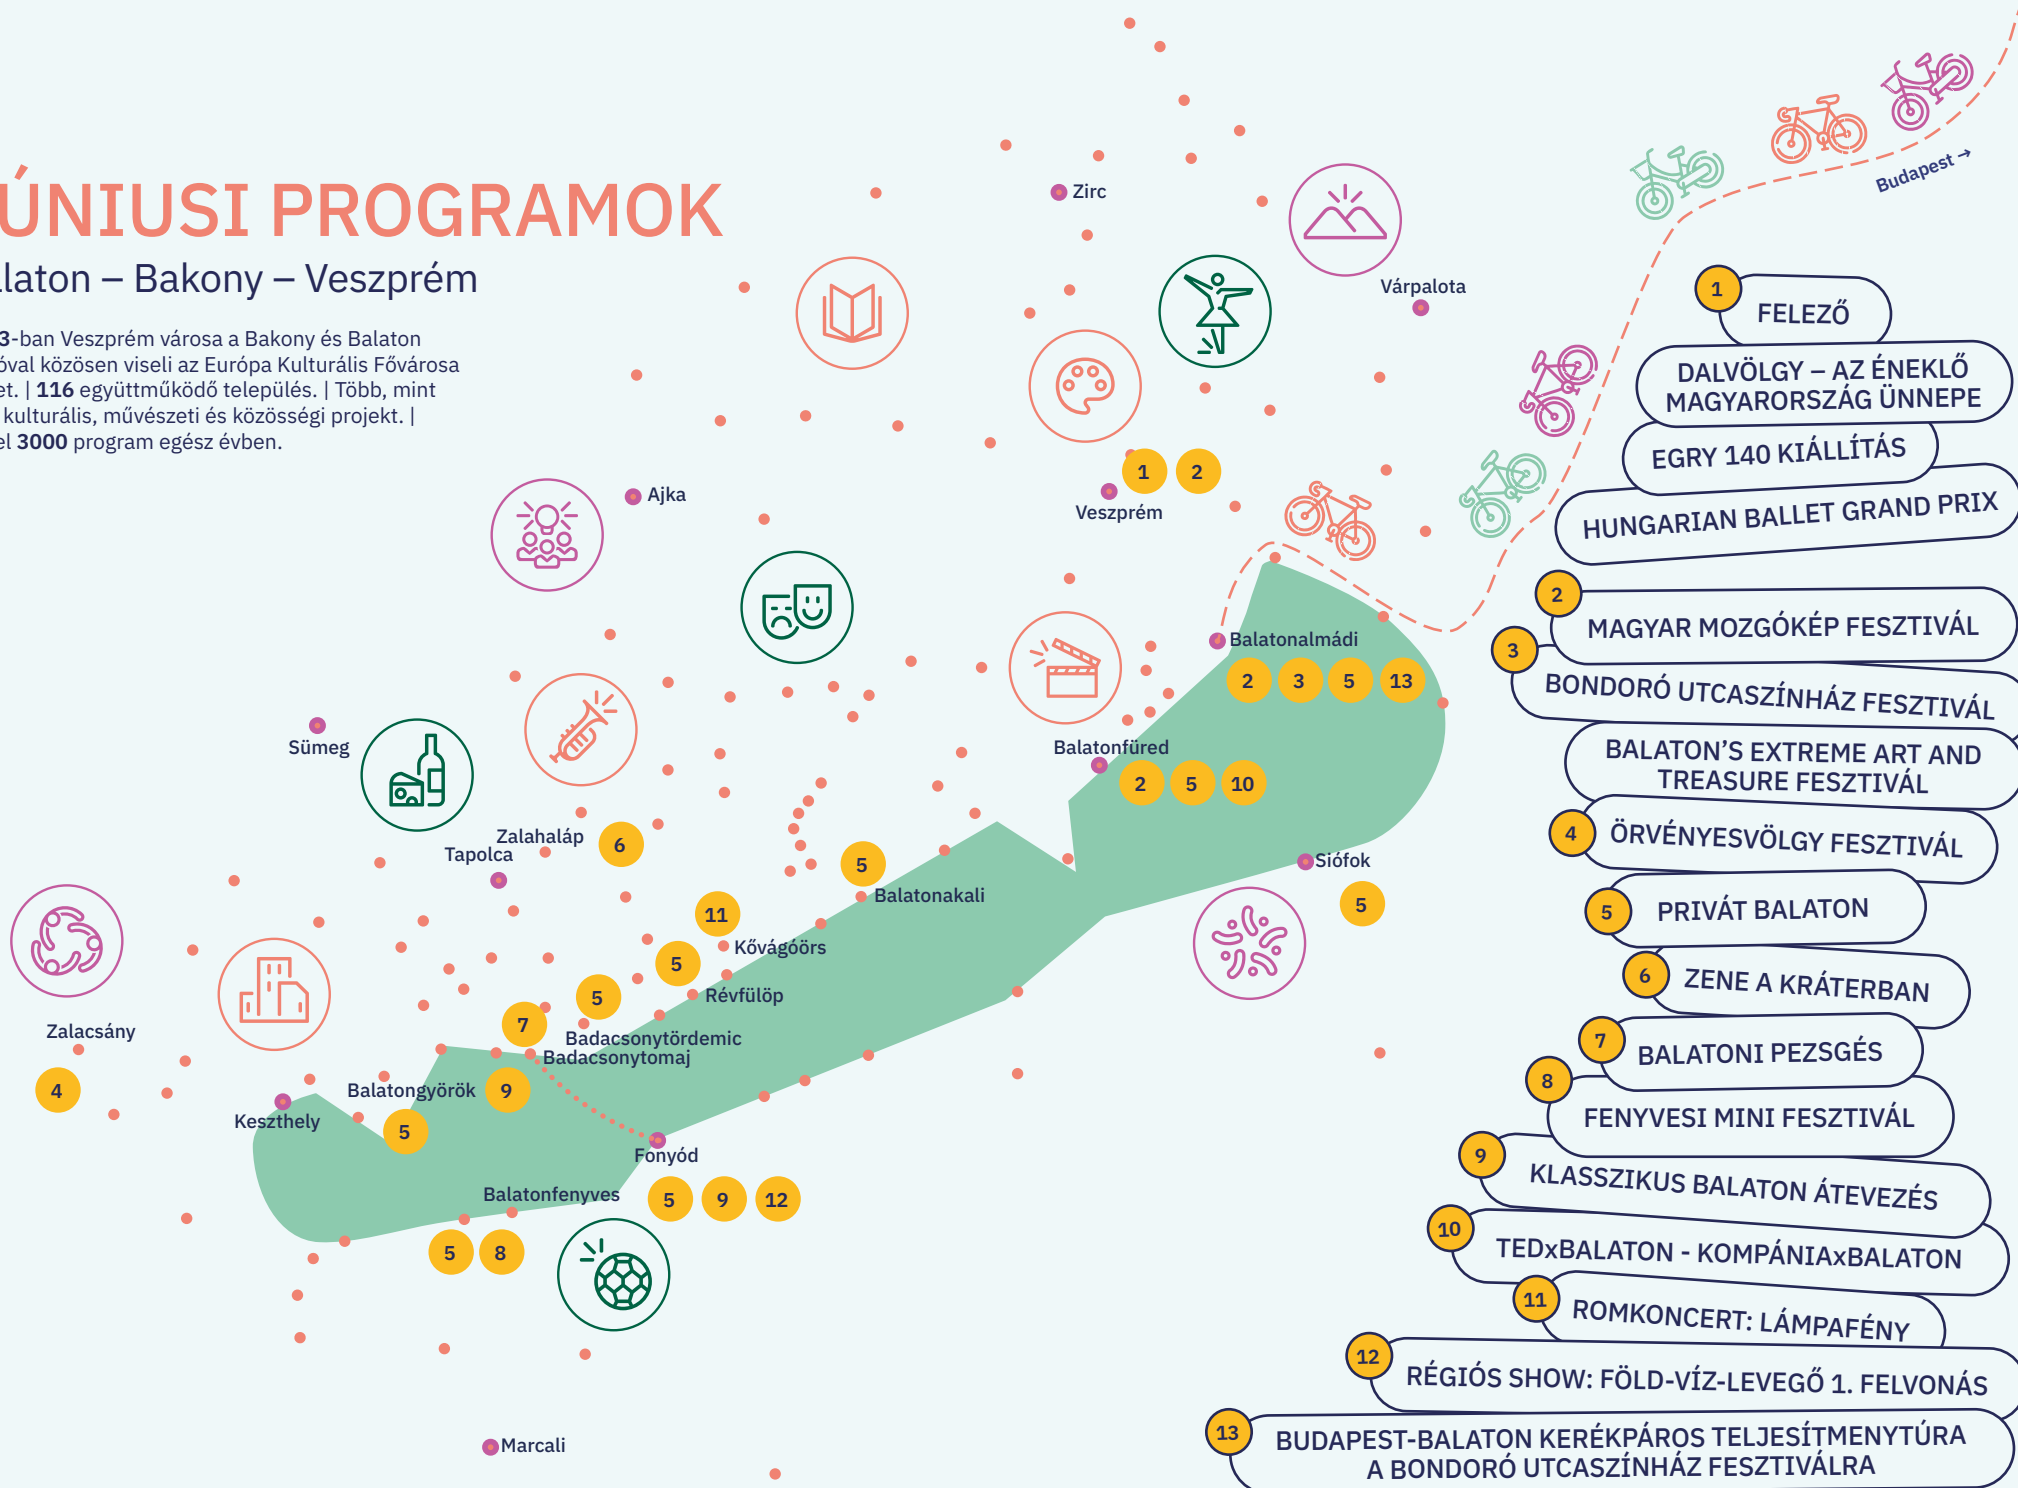 ÚNIUSI PROGRAMOK
laton – Bakony – Veszprém
3-ban Veszprém városa a Bakony és Balaton
óval közösen viseli az Európa Kulturális Fővárosa
et. | 116 együttműködő település. | Több, mint
kulturális, művészeti és közösségi projekt. |
el 3000 program egész évben.
Budapest →
Zirc
Várpalota
Ajka
1 2
Veszprém
Balatonalmádi
2 3 5 13
Sümeg
Balatonfüred
2 5 10
Zalahaláp
6
Tapolca
5
Balatonakali
Siófok
5
11
Kővágóörs
5
Révfülöp
5
Badacsonytördemic
7
Badacsonytomaj
Zalacsány
4
Balatongyörök
9
5
Keszthely
Fonyód
5 9 12
Balatonfenyves
5 8
Marcali
1
FELEZŐ
DALVÖLGY – AZ ÉNEKLŐ
MAGYARORSZÁG ÜNNEPE
EGRY 140 KIÁLLÍTÁS
HUNGARIAN BALLET GRAND PRIX
2
MAGYAR MOZGÓKÉP FESZTIVÁL
3
BONDORÓ UTCASZÍNHÁZ FESZTIVÁL
BALATON’S EXTREME ART AND
TREASURE FESZTIVÁL
4
ÖRVÉNYESVÖLGY FESZTIVÁL
5
PRIVÁT BALATON
6
ZENE A KRÁTERBAN
7
BALATONI PEZSGÉS
8
FENYVESI MINI FESZTIVÁL
9
KLASSZIKUS BALATON ÁTEVEZÉS
10
TEDxBALATON - KOMPÁNIAxBALATON
11
ROMKONCERT: LÁMPAFÉNY
12
RÉGIÓS SHOW: FÖLD-VÍZ-LEVEGŐ 1. FELVONÁS
13
BUDAPEST-BALATON KERÉKPÁROS TELJESÍTMENYTÚRA
A BONDORÓ UTCASZÍNHÁZ FESZTIVÁLRA